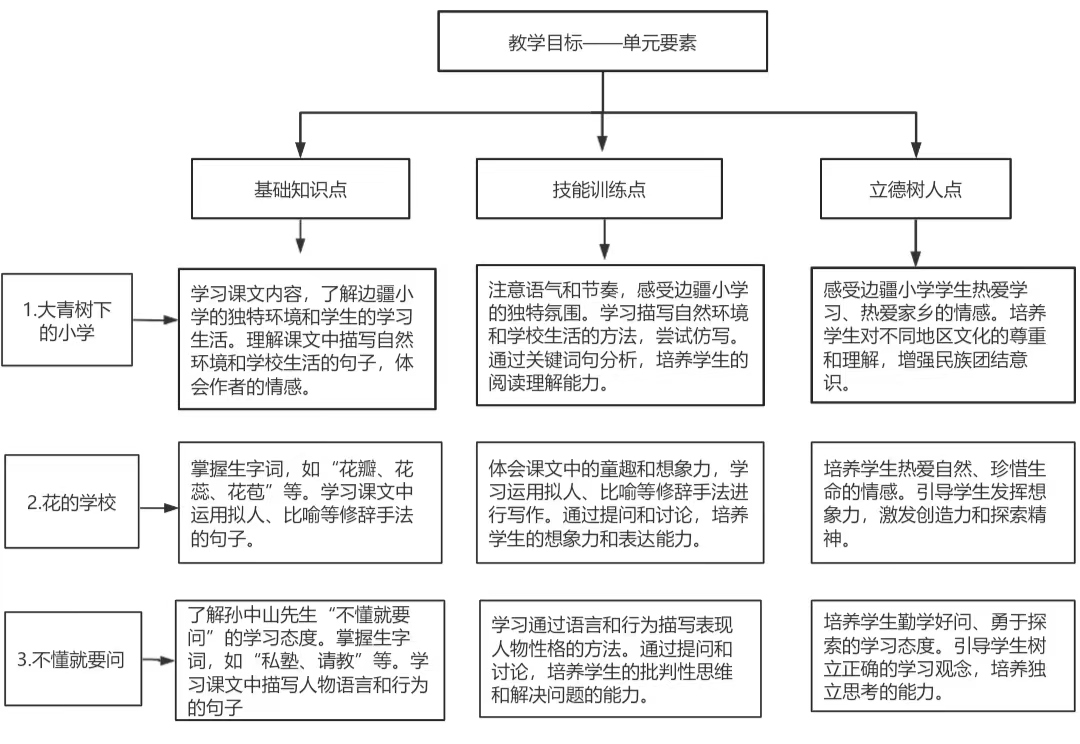 教学目标——单元要素
基础知识点
技能训练点
立德树人点
1.大青树下
的小学
学习课文内容，了解边疆小
学的独特环境和学生的学习
生活。理解课文中描写自然
环境和学校生活的句子，体
会作者的情感。
注意语气和节奏，感受边疆小学
的独特氛围。学习描写自然环境
和学校生活的方法，尝试仿写。
通过关键词句分析，培养学生的
阅读理解能力。
感受边疆小学学生热爱学
习、热爱家乡的情感。培养
学生对不同地区文化的尊重
和理解，增强民族团结意
识。
2.花的学校
掌握生字词，如“花瓣、花
蕊、花苞”等。学习课文中
运用拟人、比喻等修辞手法
的句子。
体会课文中的童趣和想象力，学
习运用拟人、比喻等修辞手法进
行写作。通过提问和讨论，培养
学生的想象力和表达能力。
培养学生热爱自然、珍惜生
命的情感。引导学生发挥想
象力，激发创造力和探索精
神。
3.不懂就要问
了解孙中山先生“不懂就要
问”的学习态度。掌握生字
词，如“私塾、请教”等。学
习课文中描写人物语言和行为
的句子
学习通过语言和行为描写表现
人物性格的方法。通过提问和
讨论，培养学生的批判性思维
和解决问题的能力。
培养学生勤学好问、勇于探
索的学习态度。引导学生树
立正确的学习观念，培养独
立思考的能力。